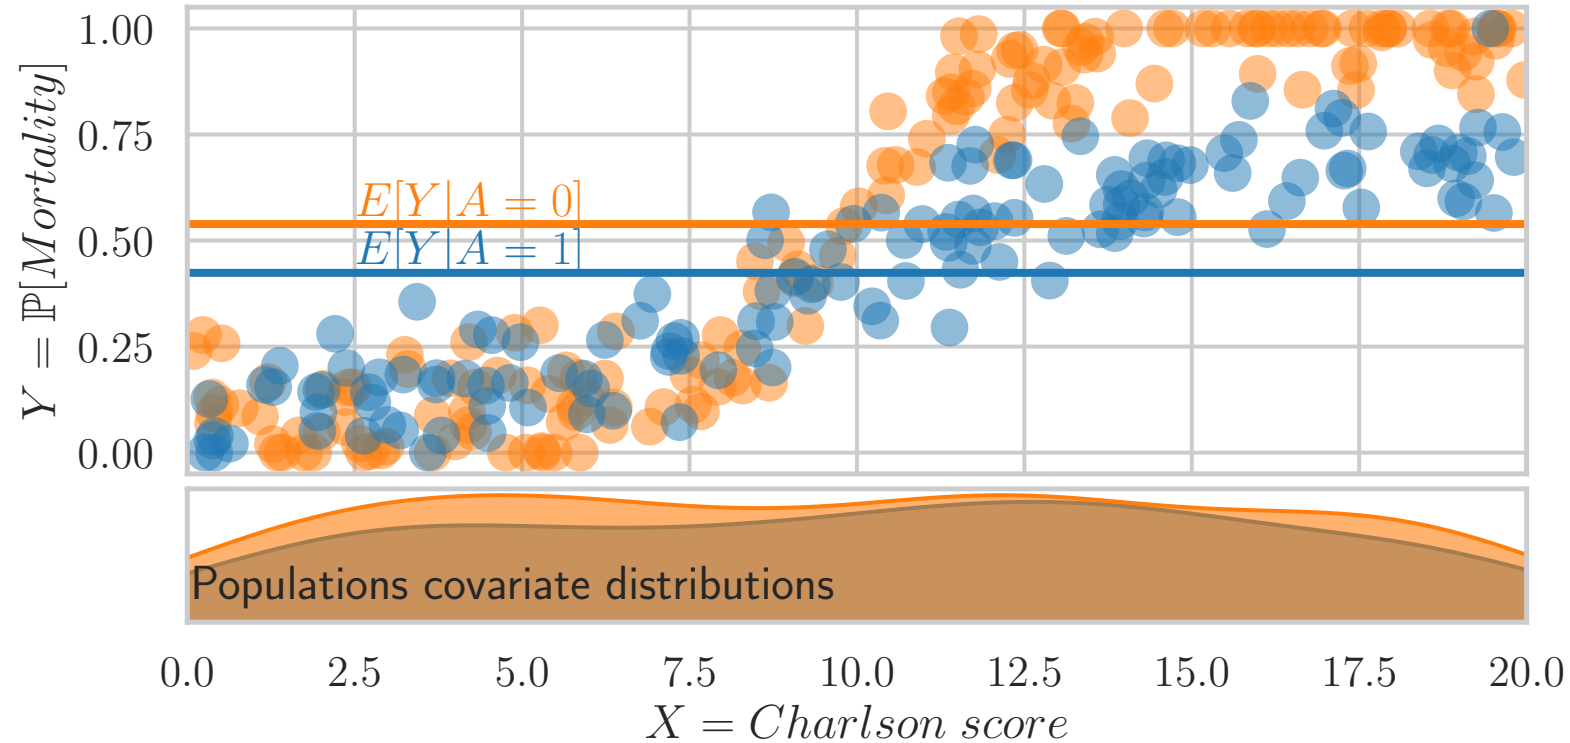 Y = ℙ[Mortality]
1.00
0.75
0.50
0.25
0.00
E[Y|A = 0]
E[Y|A = 1]
Populations covariate distributions
0.0 2.5 5.0 7.5 10.0 12.5 15.0 17.5 20.0
X = Charlson score